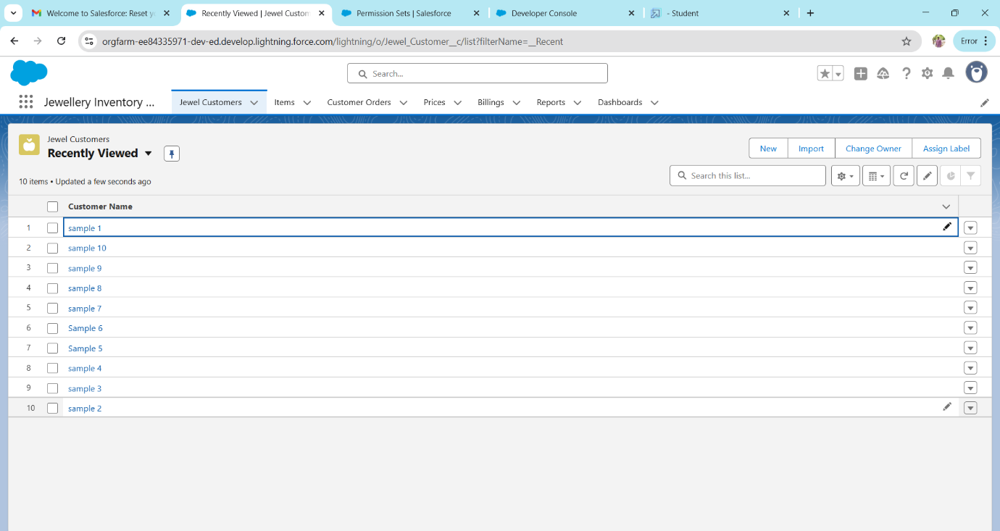 Welcome to Salesforce: Reset yo
Recently Viewed | Jewel Custom
Permission Sets | Salesforce
Developer Console
- Student
orgfarm-ee84335971-dev-ed.develop.lightning.force.com/lightning/o/Jewel_Customer__c/list?filterName=__Recent
Error
Search...
Jewellery Inventory ...
Jewel Customers
Items
Customer Orders
Prices
Billings
Reports
Dashboards
Jewel Customers
Recently Viewed
New
Import
Change Owner
Assign Label
10 items • Updated a few seconds ago
Search this list...
Customer Name
1 sample 1
2 sample 10
3 sample 9
4 sample 8
5 sample 7
6 Sample 6
7 Sample 5
8 sample 4
9 sample 3
10 sample 2